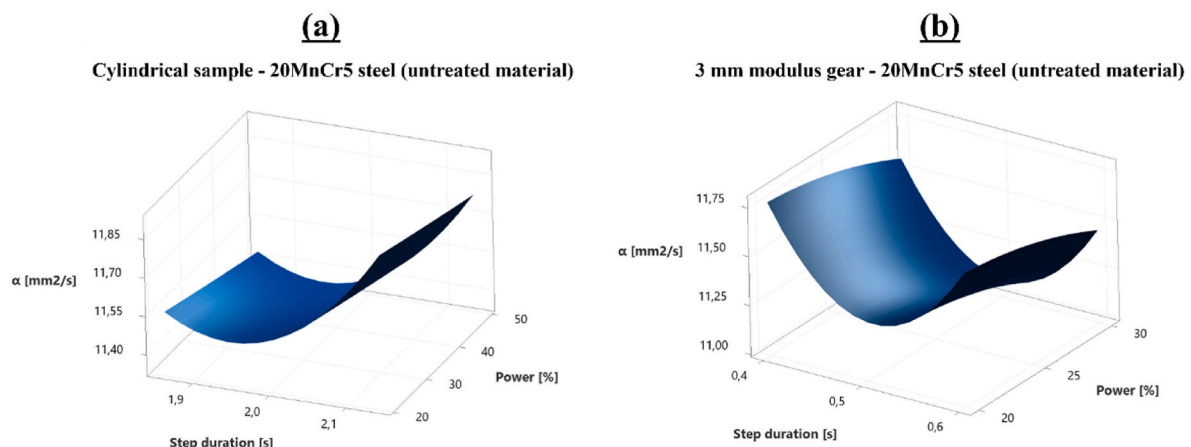 (a)
Cylindrical sample - 20MnCr5 steel (untreated material)
11,85
11,70
11,55
11,40
α [mm2/s]
1,9
2,0
2,1
Step duration [s]
20
30
40
50
Power [%]
(b)
3 mm modulus gear - 20MnCr5 steel (untreated material)
11,75
11,50
11,25
11,00
α [mm2/s]
0,4
0,5
0,6
Step duration [s]
20
25
30
Power [%]